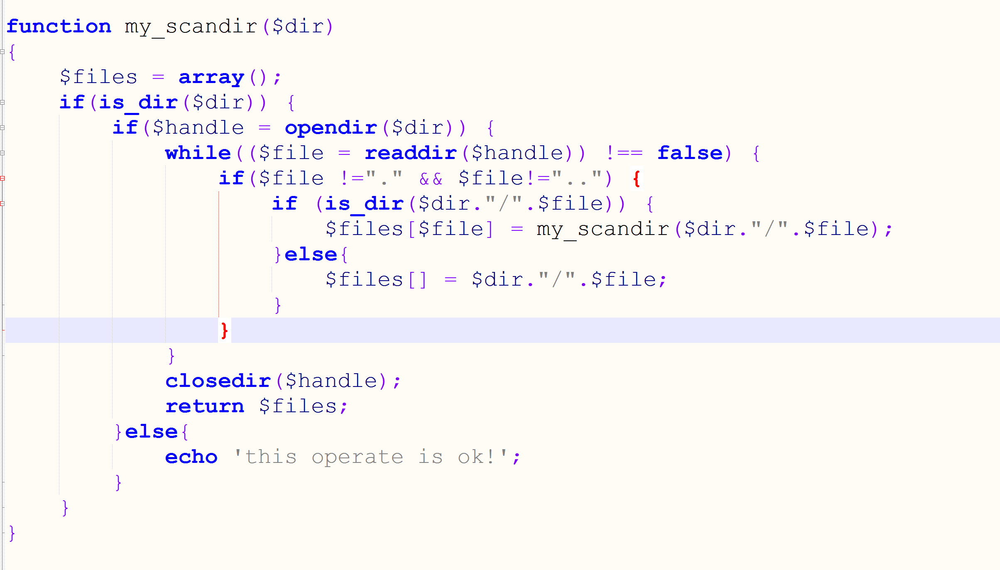 function my_scandir($dir)
{
    $files = array();
    if(is_dir($dir)) {
        if($handle = opendir($dir)) {
            while(($file = readdir($handle)) !== false) {
                if($file !="." && $file!="..") {
                    if (is_dir($dir."/".$file)) {
                        $files[$file] = my_scandir($dir."/".$file);
                    }else{
                        $files[] = $dir."/".$file;
                    }
                }
            }
            closedir($handle);
            return $files;
        }else{
            echo 'this operate is ok!';
        }
    }
}